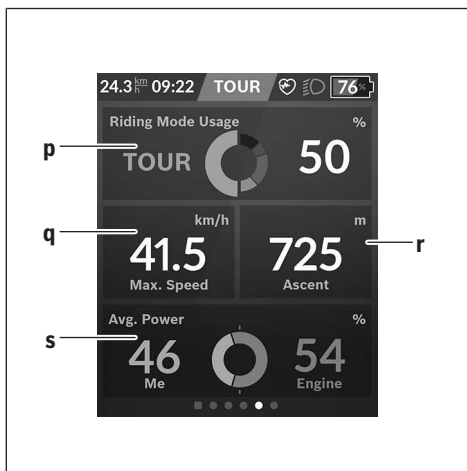 24.3 km/h 09:22 TOUR 76%
Riding Mode Usage %
p TOUR 50
q km/h m
41.5 725 r
Max. Speed Ascent
Avg. Power %
s 46 54
Me Engine